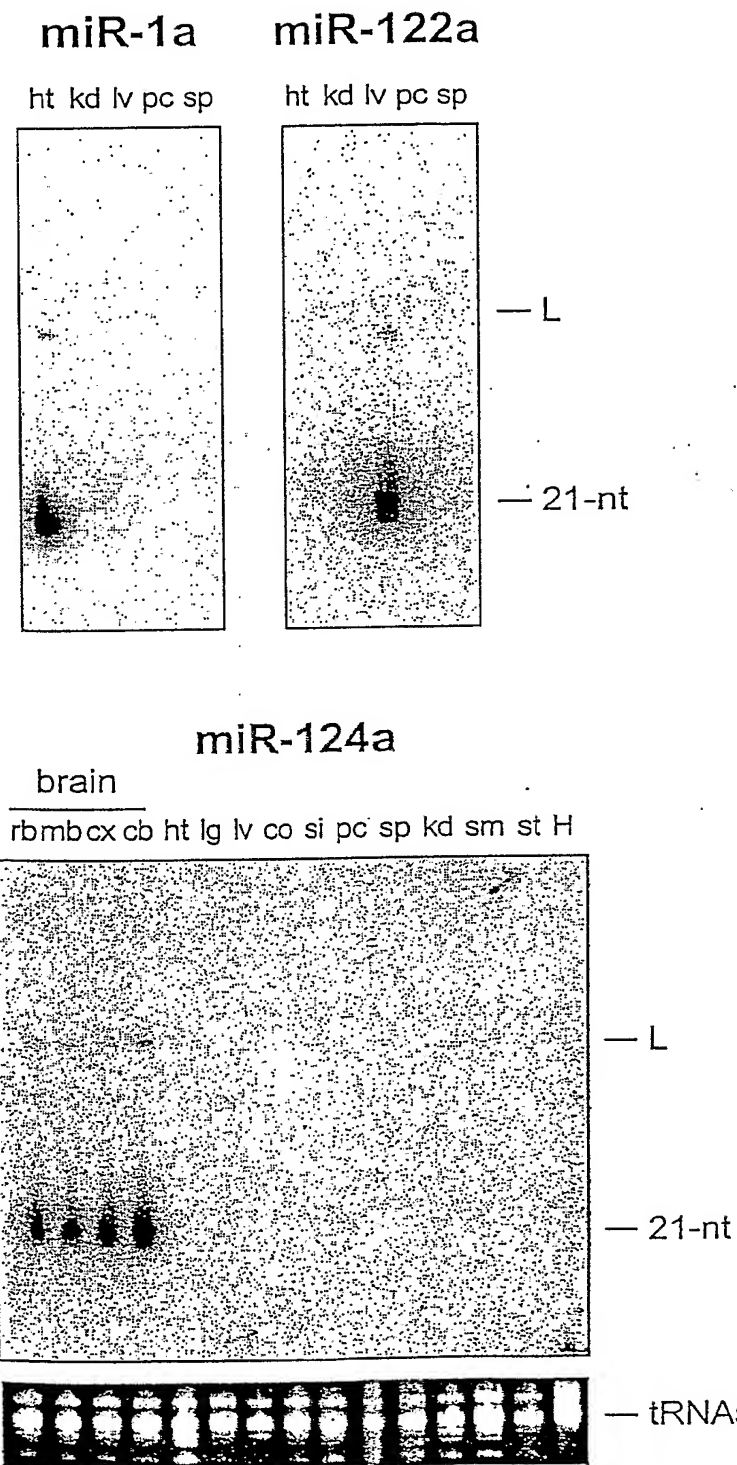 miR-1a miR-122a
ht kd lv pc sp ht kd lv pc sp
L
21-nt
miR-124a
brain
rb mb cx cb ht lg lv co si pc sp kd sm st H
L
21-nt
tRNAs